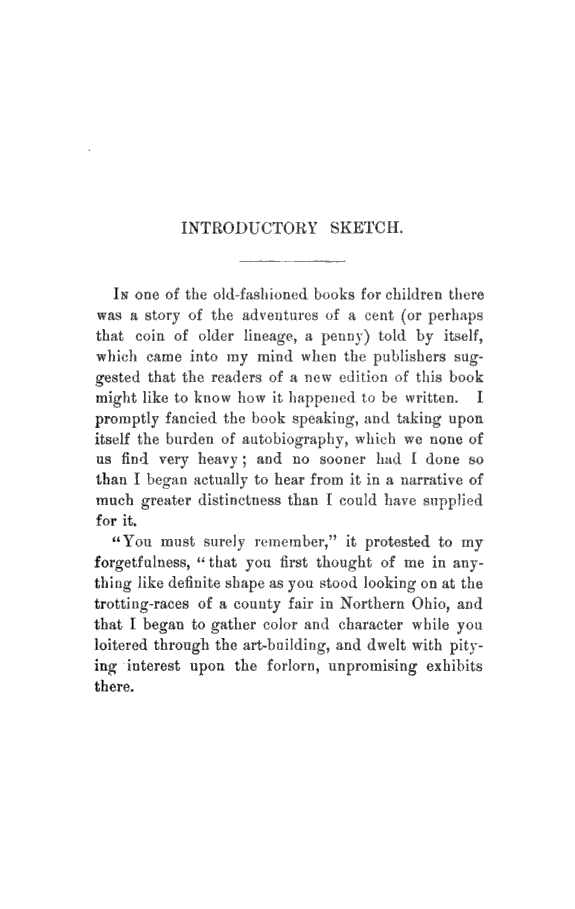 INTRODUCTORY SKETCH.
In one of the old-fashioned books for children there
was a story of the adventures of a cent (or perhaps
that coin of older lineage, a penny) told by itself,
which came into my mind when the publishers sug-
gested that the readers of a new edition of this book
might like to know how it happened to be written. I
promptly fancied the book speaking, and taking upon
itself the burden of autobiography, which we none of
us find very heavy; and no sooner had I done so
than I began actually to hear from it in a narrative of
much greater distinctness than I could have supplied
for it.
“You must surely remember,” it protested to my
forgetfulness, “that you first thought of me in any-
thing like definite shape as you stood looking on at the
trotting-races of a county fair in Northern Ohio, and
that I began to gather color and character while you
loitered through the art-building, and dwelt with pity-
ing interest upon the forlorn, unpromising exhibits
there.